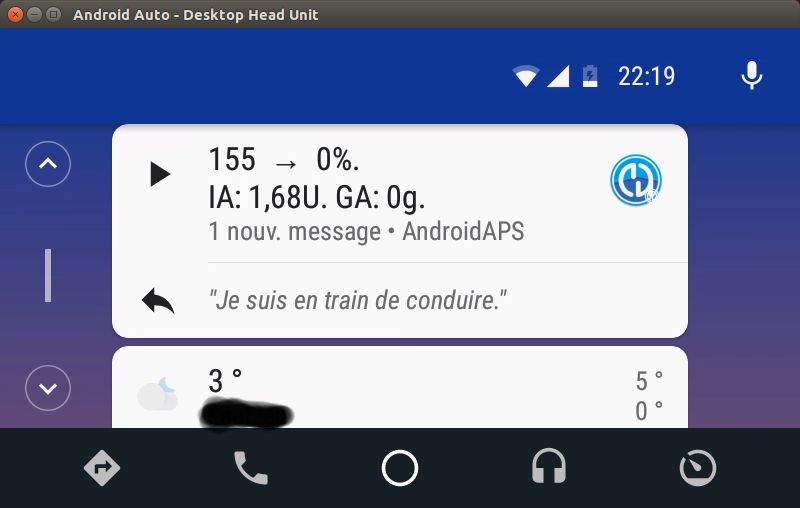 Android Auto - Desktop Head Unit
22:19
155 → 0%.
IA: 1,68U. GA: 0g.
1 nouv. message • AndroidAPS
"Je suis en train de conduire."
3 °
5 °
0 °